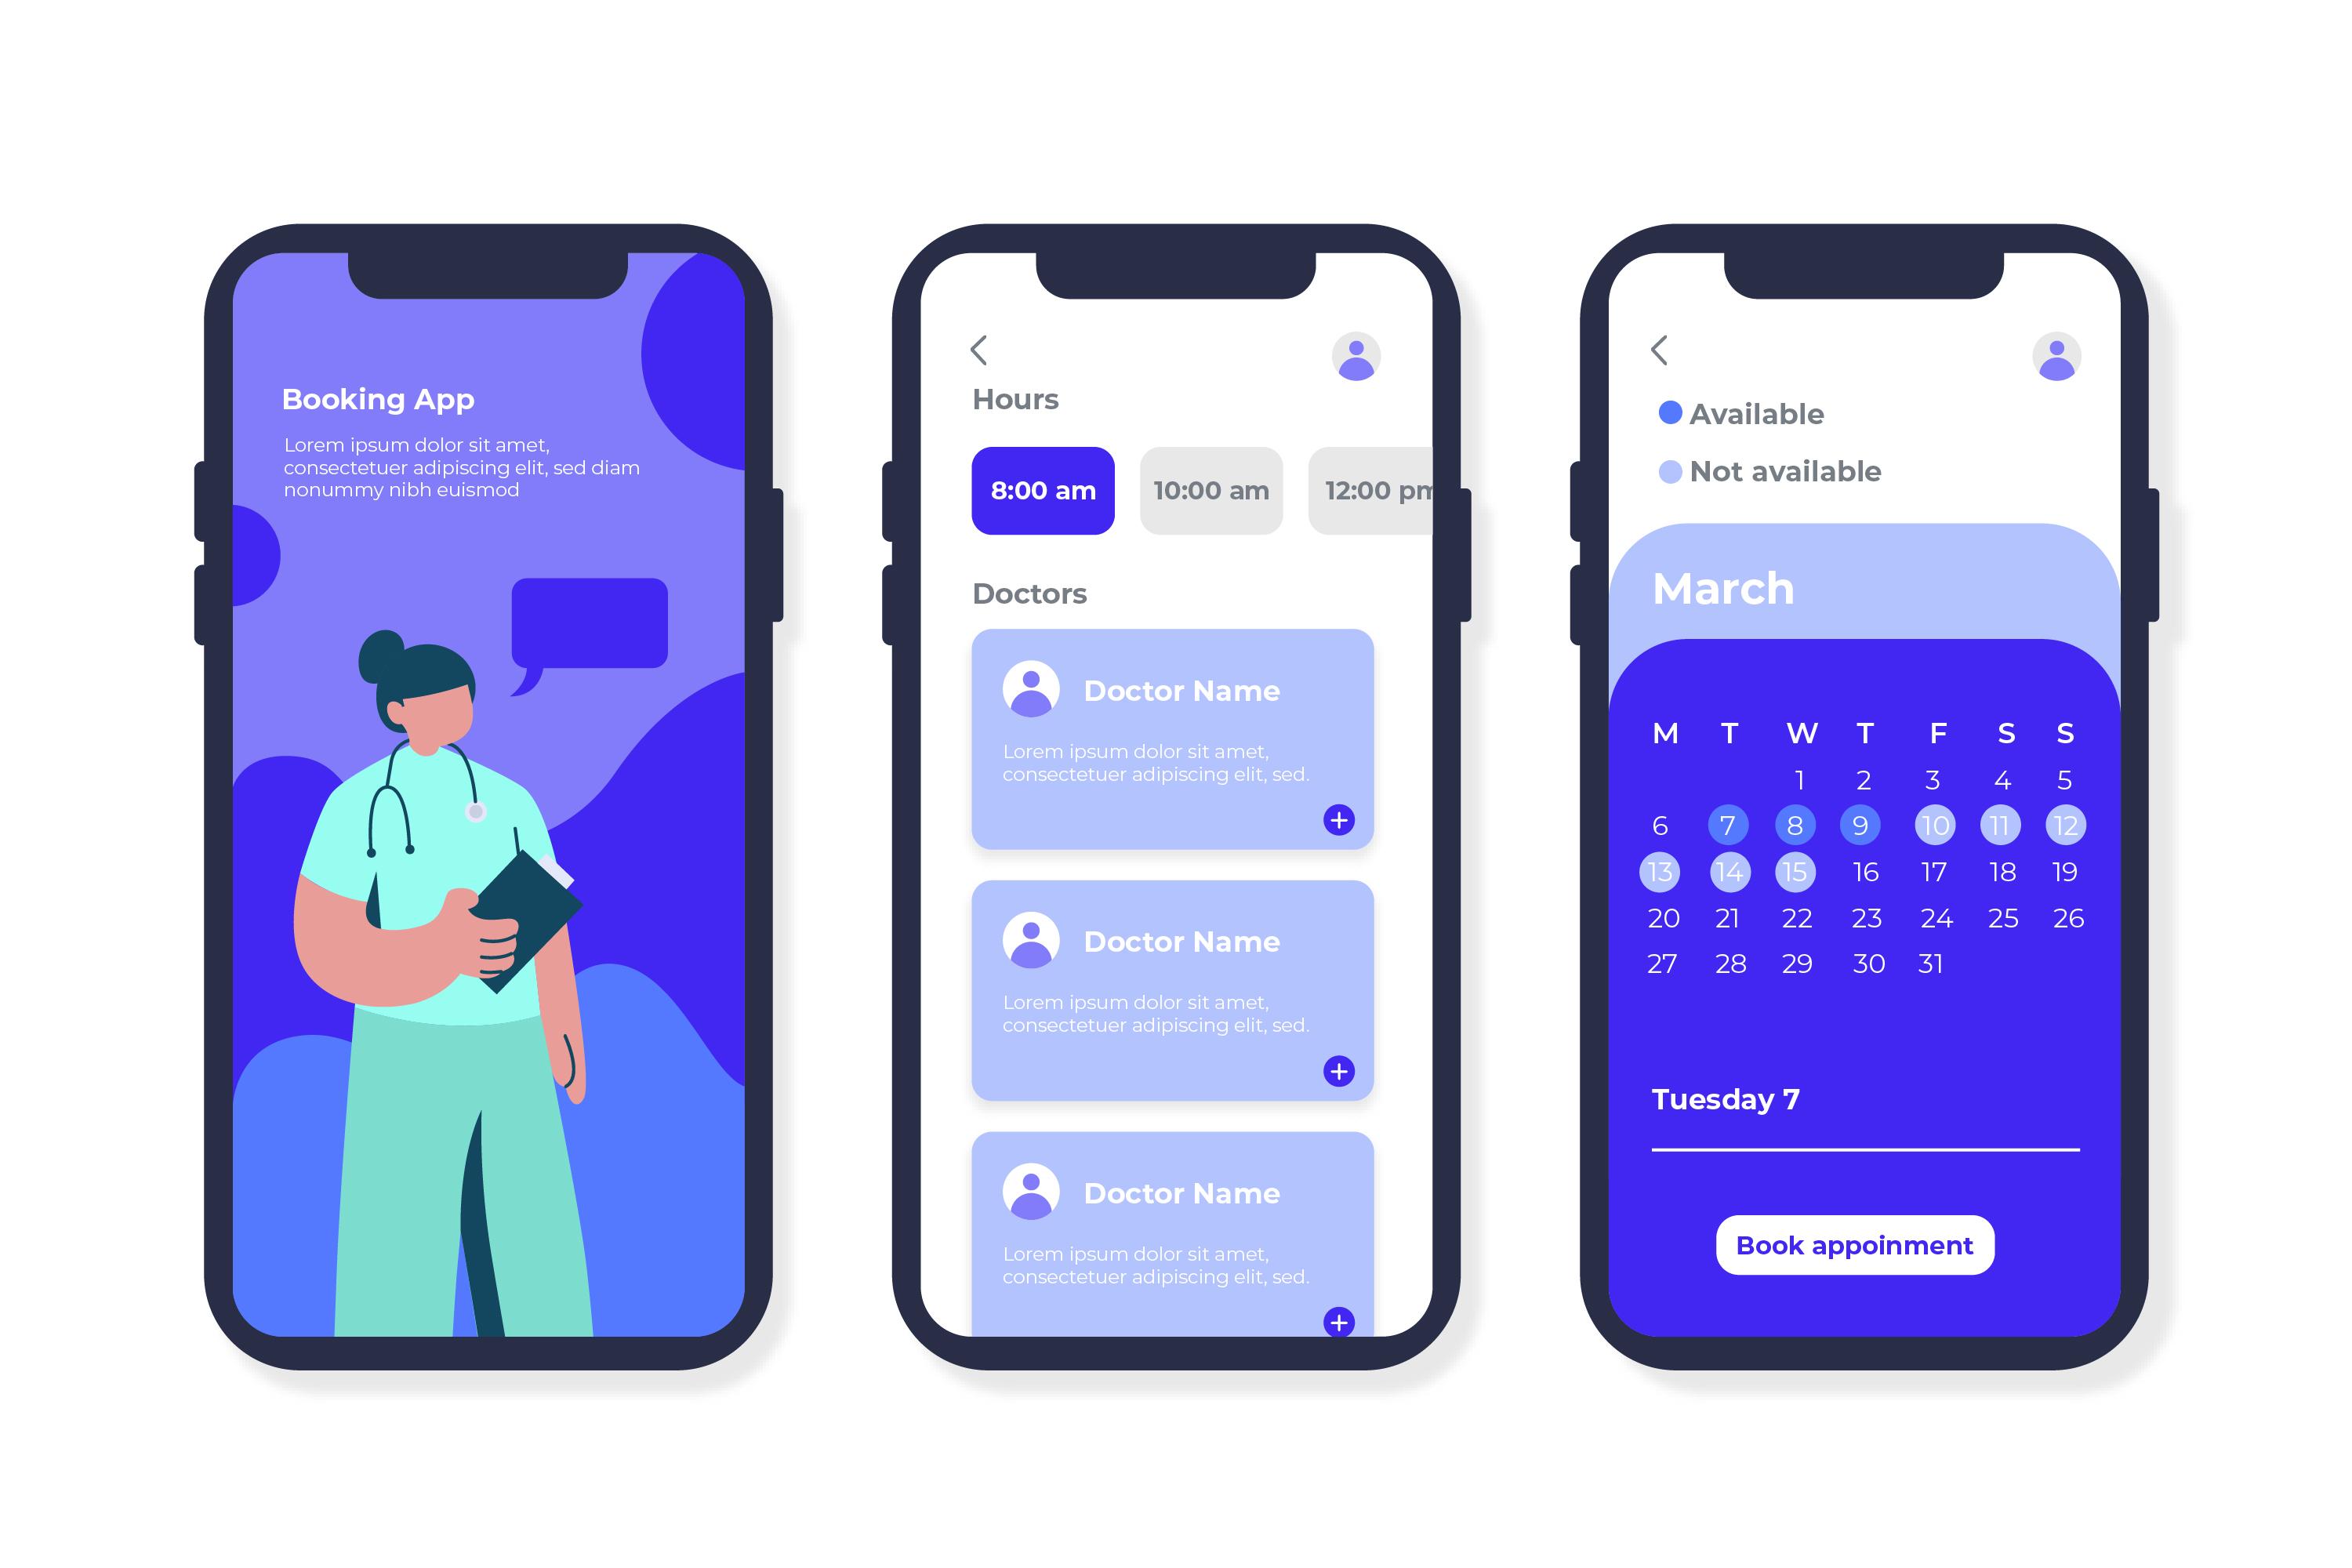 Booking App
Lorem ipsum dolor sit amet,
consectetuer adipiscing elit, sed diam
nonummy nibh euismod
Hours
8:00 am 10:00 am 12:00 pm
Doctors
Doctor Name
Lorem ipsum dolor sit amet,
consectetuer adipiscing elit, sed.
Doctor Name
Lorem ipsum dolor sit amet,
consectetuer adipiscing elit, sed.
Doctor Name
Lorem ipsum dolor sit amet,
consectetuer adipiscing elit, sed.
Available
Not available
March
M T W T F S S
1 2 3 4 5
6 7 8 9 10 11 12
13 14 15 16 17 18 19
20 21 22 23 24 25 26
27 28 29 30 31
Tuesday 7
Book appoinment